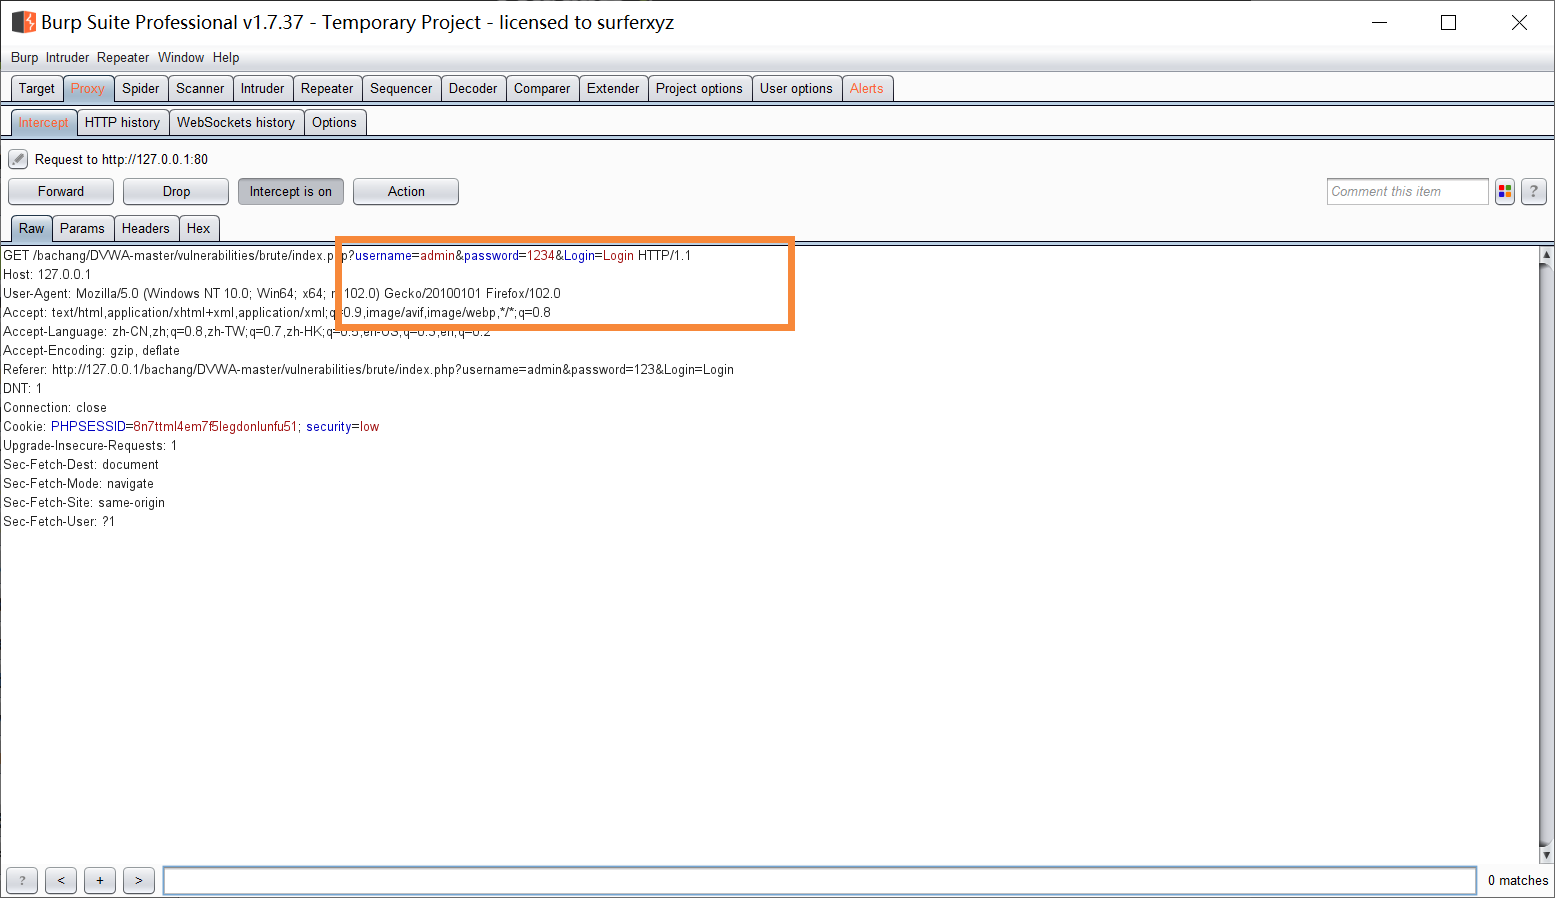 Burp Suite Professional v1.7.37 - Temporary Project - licensed to surferxyz
Burp Intruder Repeater Window Help
Target Proxy Spider Scanner Intruder Repeater Sequencer Decoder Comparer Extender Project options User options Alerts
Intercept HTTP history WebSockets history Options
Request to http://127.0.0.1:80
Forward Drop Intercept is on Action Comment this item ?
Raw Params Headers Hex
GET /bachang/DVWA-master/vulnerabilities/brute/index.php?username=admin&password=1234&Login=Login HTTP/1.1
Host: 127.0.0.1
User-Agent: Mozilla/5.0 (Windows NT 10.0; Win64; x64; 102.0) Gecko/20100101 Firefox/102.0
Accept: text/html,application/xhtml+xml,application/xml;q=0.9,image/avif,image/webp,*/*;q=0.8
Accept-Language: zh-CN,zh;q=0.8,zh-TW;q=0.7,zh-HK;q=0.5,en-US;q=0.3,en;q=0.2
Accept-Encoding: gzip, deflate
Referer: http://127.0.0.1/bachang/DVWA-master/vulnerabilities/brute/index.php?username=admin&password=123&Login=Login
DNT: 1
Connection: close
Cookie: PHPSESSID=8n7ttml4em7f5legdonlunfu51; security=low
Upgrade-Insecure-Requests: 1
Sec-Fetch-Dest: document
Sec-Fetch-Mode: navigate
Sec-Fetch-Site: same-origin
Sec-Fetch-User: ?1
? < + > 0 matches